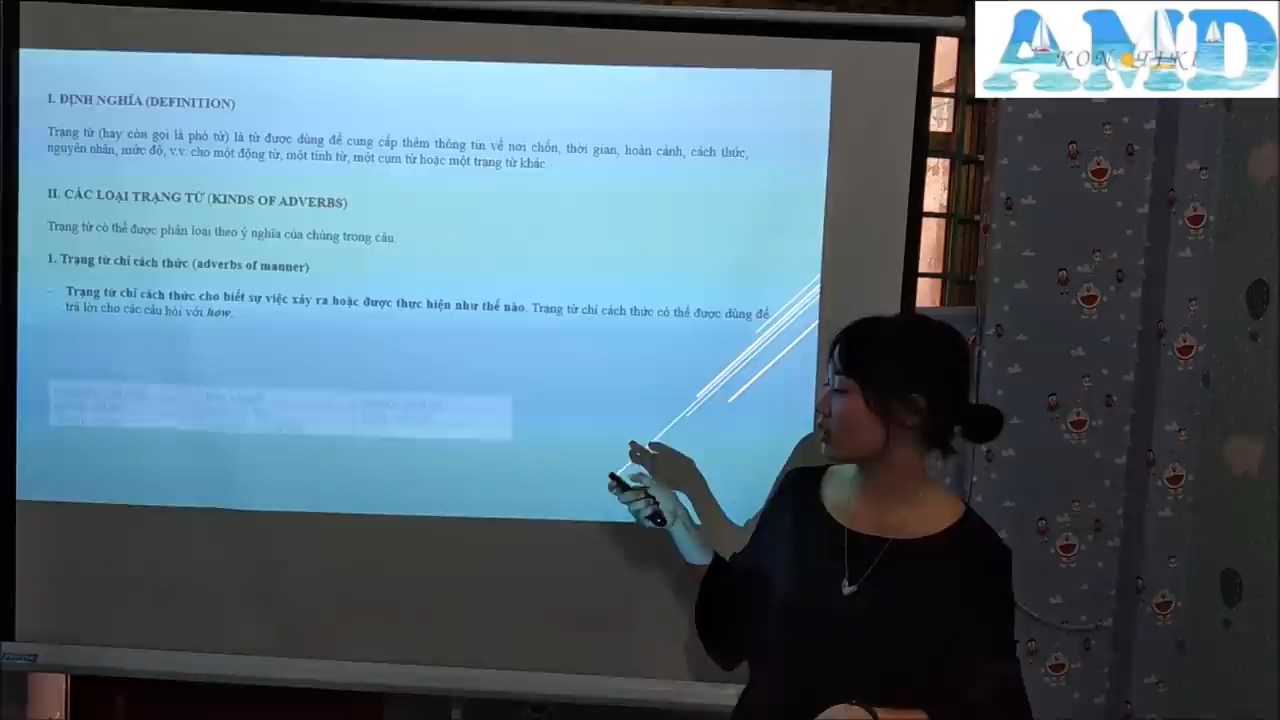 AMD
KON TIKI
I. ĐỊNH NGHĨA (DEFINITION)
Trạng từ (hay còn gọi là phó từ) là từ được dùng để cung cấp thêm thông tin về nơi chốn, thời gian, hoàn cảnh, cách thức,
nguyên nhân, mức độ, v.v. cho một động từ, một tính từ, một cụm từ hoặc một trạng từ khác.
II. CÁC LOẠI TRẠNG TỪ (KINDS OF ADVERBS)
Trạng từ có thể được phân loại theo ý nghĩa của chúng trong câu.
1. Trạng từ chỉ cách thức (adverbs of manner)
- Trạng từ chỉ cách thức cho biết sự việc xảy ra hoặc được thực hiện như thế nào. Trạng từ chỉ cách thức có thể được dùng để
trả lời cho các câu hỏi với how.